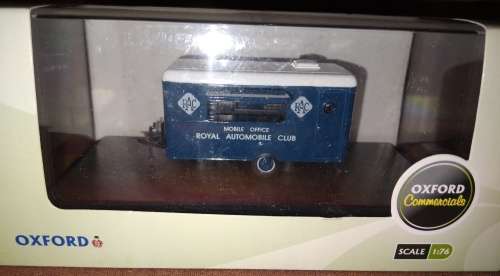 RAC
RAC
MOBILE OFFICE
ROYAL AUTOMOBILE CLUB
OXFORD
Commercials
OXFORD
SCALE 1:76